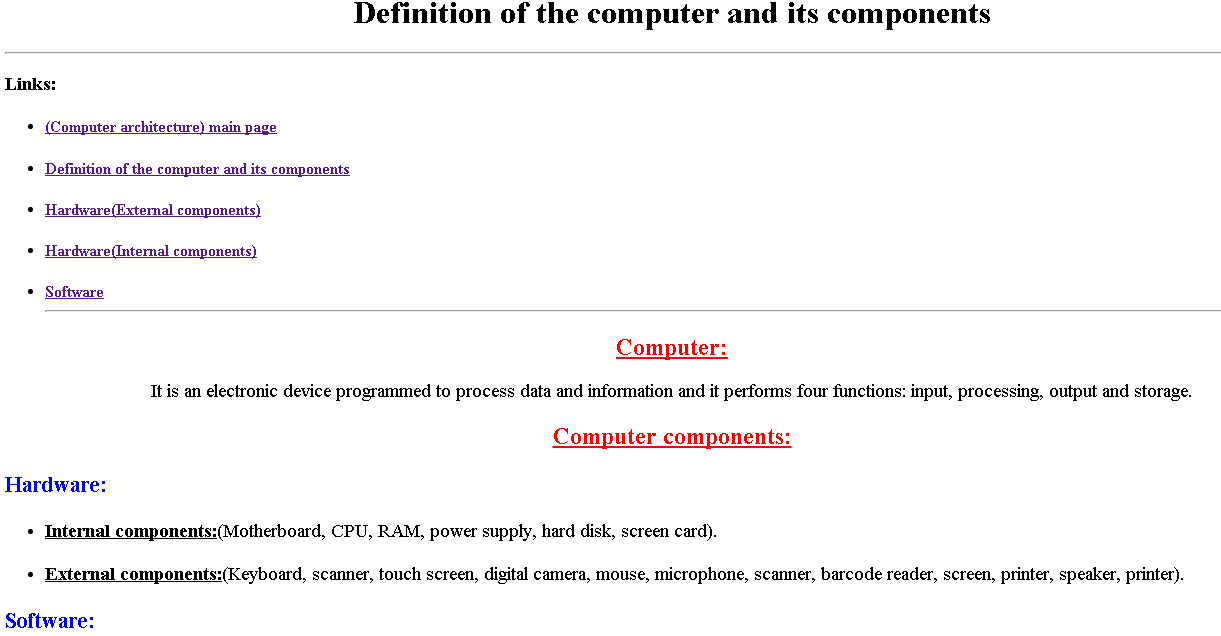 Definition of the computer and its components
Links:
(Computer architecture) main page
Definition of the computer and its components
Hardware(External components)
Hardware(Internal components)
Software
Computer:
It is an electronic device programmed to process data and information and it performs four functions: input, processing, output and storage.
Computer components:
Hardware:
Internal components:(Motherboard, CPU, RAM, power supply, hard disk, screen card).
External components:(Keyboard, scanner, touch screen, digital camera, mouse, microphone, scanner, barcode reader, screen, printer, speaker, printer).
Software: